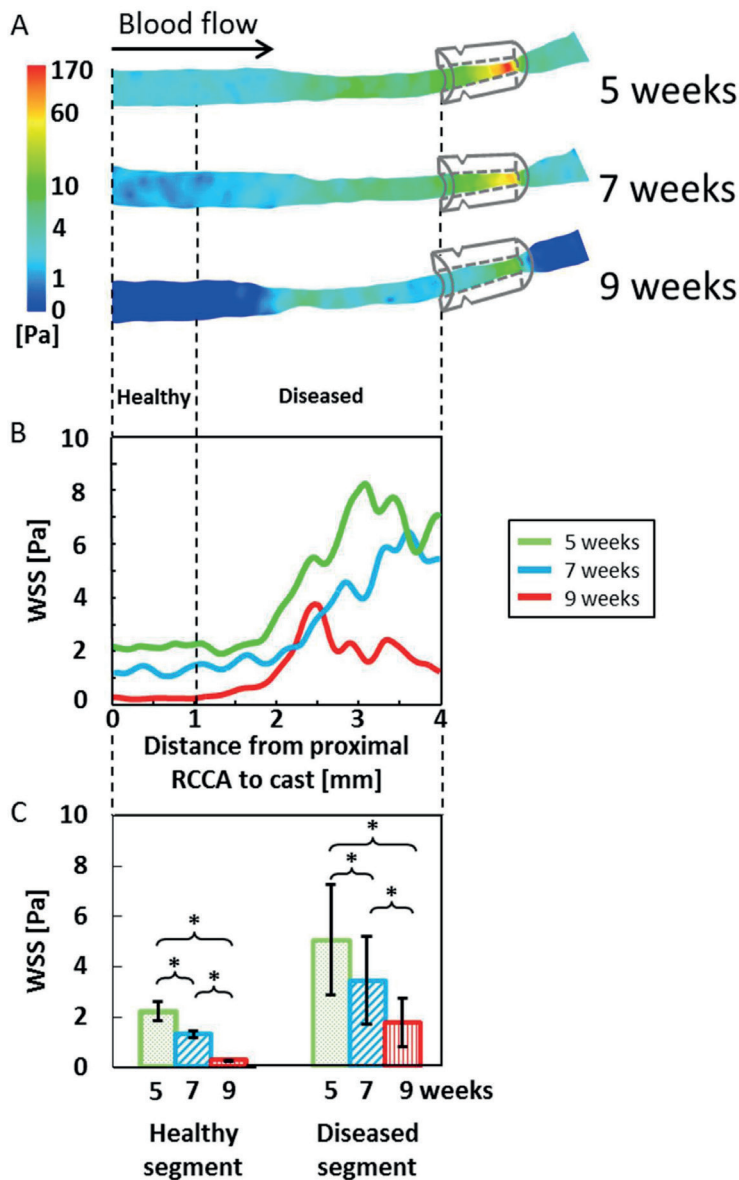 A
Blood flow
170
60
10
4
1
0
[Pa]
5 weeks
7 weeks
9 weeks
Healthy
Diseased
B
10
8
6
4
2
0
WSS [Pa]
0 1 2 3 4
Distance from proximal
RCCA to cast [mm]
5 weeks
7 weeks
9 weeks
C
10
8
6
4
2
0
WSS [Pa]
*
*
*
*
*
*
5 7 9 5 7 9 weeks
Healthy
segment
Diseased
segment